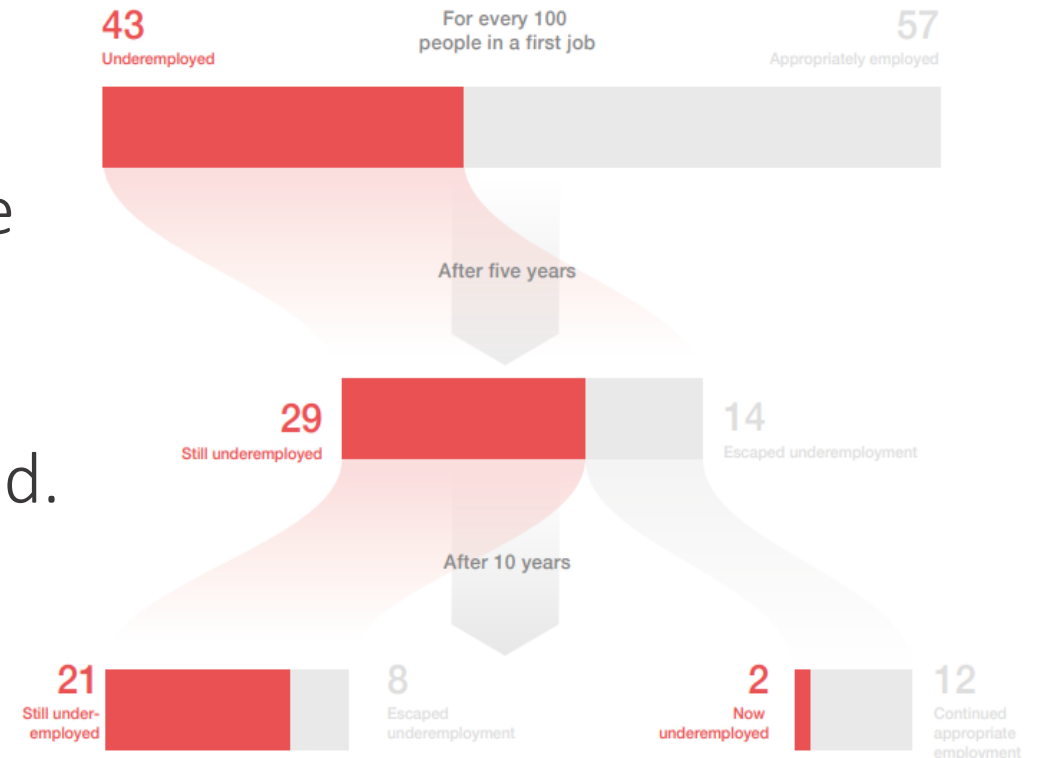 43
Underemployed
For every 100
people in a first job
57
Appropriately employed
e
After five years
29
Still underemployed
14
Escaped underemployment
d.
After 10 years
21
Still under-
employed
8
Escaped
underemployment
2
Now
underemployed
12
Continued
appropriate
employment